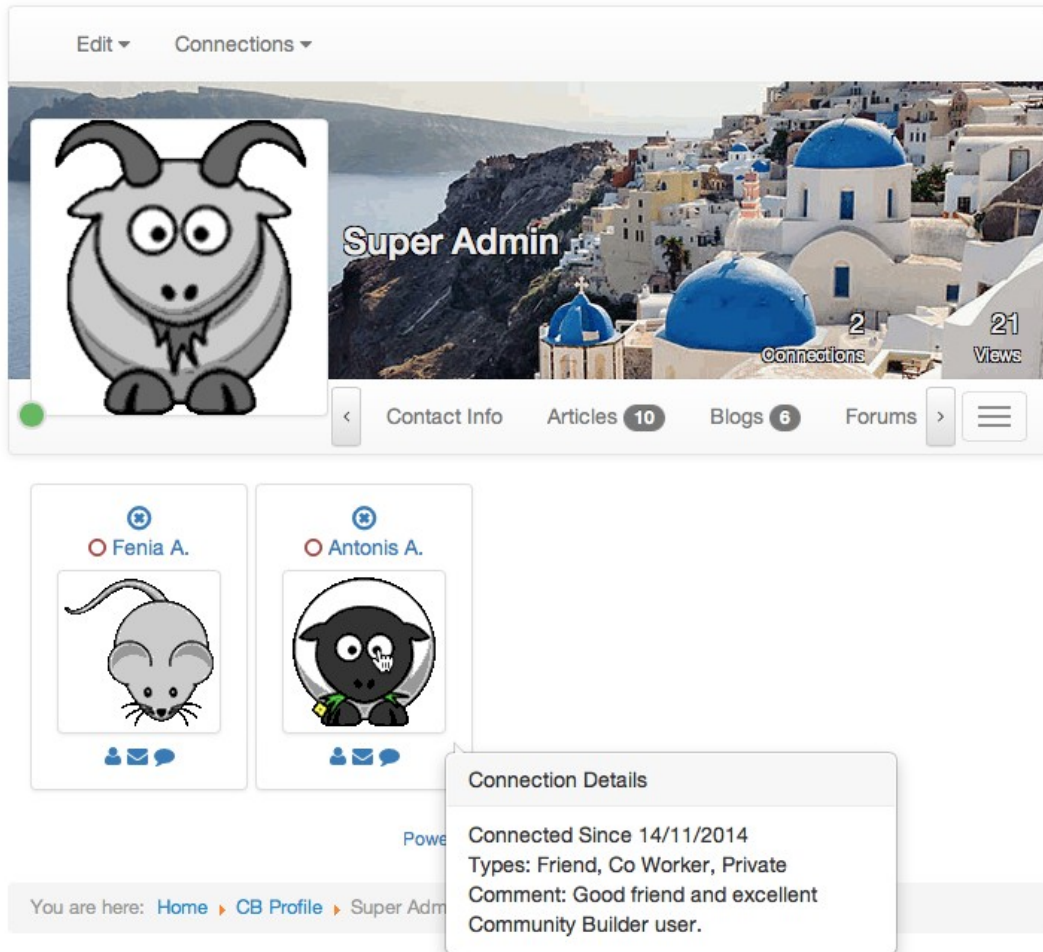 Edit
Connections
Super Admin
2
Connections
21
Views
Contact Info
Articles 10
Blogs 6
Forums
Fenia A.
Antonis A.
Connection Details
Connected Since 14/11/2014
Types: Friend, Co Worker, Private
Comment: Good friend and excellent
Community Builder user.
You are here: Home CB Profile Super